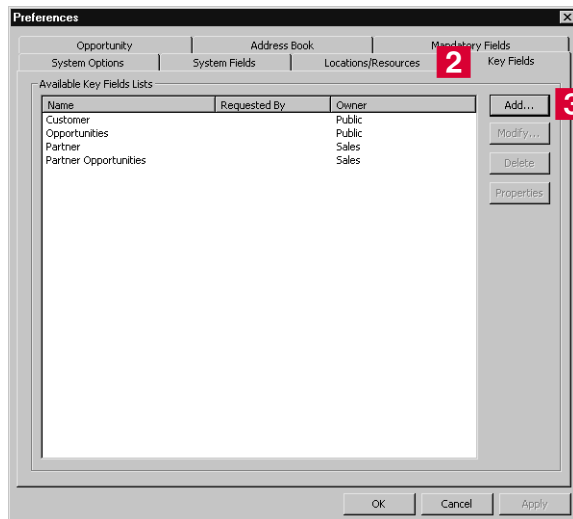 Preferences
Opportunity Address Book Mandatory Fields
System Options System Fields Locations/Resources 2 Key Fields
Available Key Fields Lists
Name Requested By Owner Add... 3
Customer Public
Opportunities Public Modify...
Partner Sales
Partner Opportunities Sales Delete
Properties
OK Cancel Apply